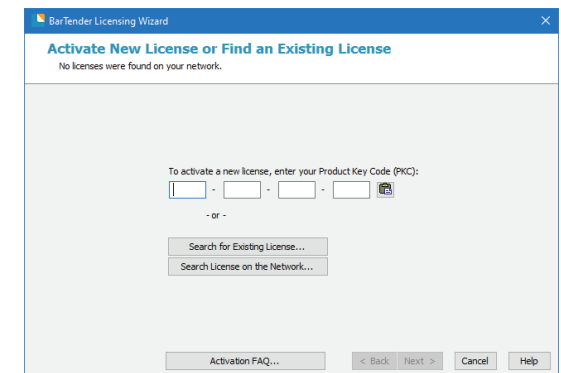 BarTender Licensing Wizard
Activate New License or Find an Existing License
No licenses were found on your network.
To activate a new license, enter your Product Key Code (PKC):
- - -
- or -
Search for Existing License...
Search License on the Network...
Activation FAQ... < Back Next > Cancel Help